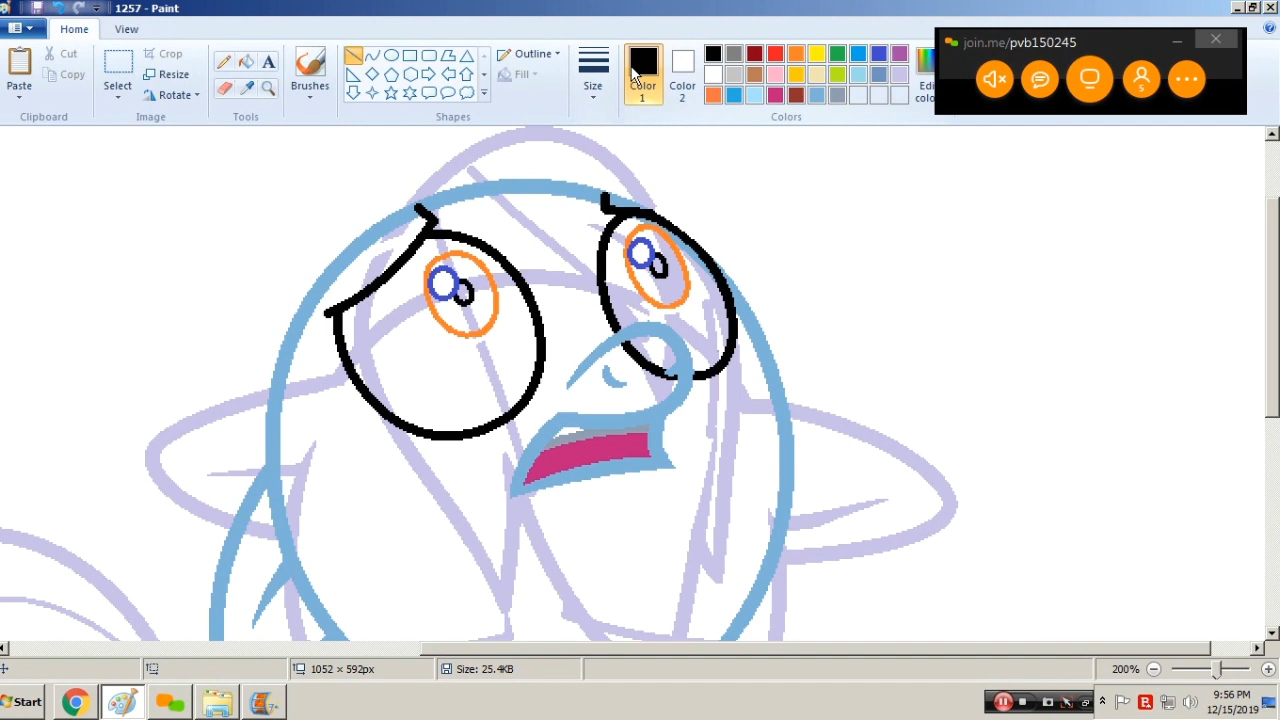 1257 - Paint
Home
View
Paste
Cut
Copy
Clipboard
Select
Crop
Resize
Rotate
Image
A
Tools
Brushes
Outline
Fill
Shapes
Size
Color
1
Color
2
Colors
join.me/pvb150245
5
1052 × 592px
Size: 25.4KB
200%
Start
9:56 PM
12/15/2019